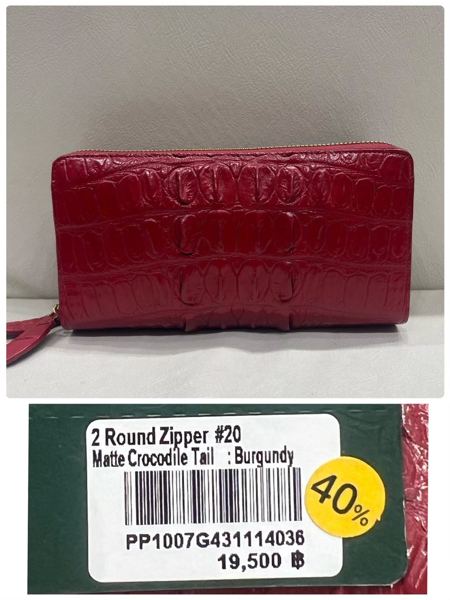 2 Round Zipper #20
Matte Crocodile Tail : Burgundy
40%
PP1007G431114036
19,500 ฿